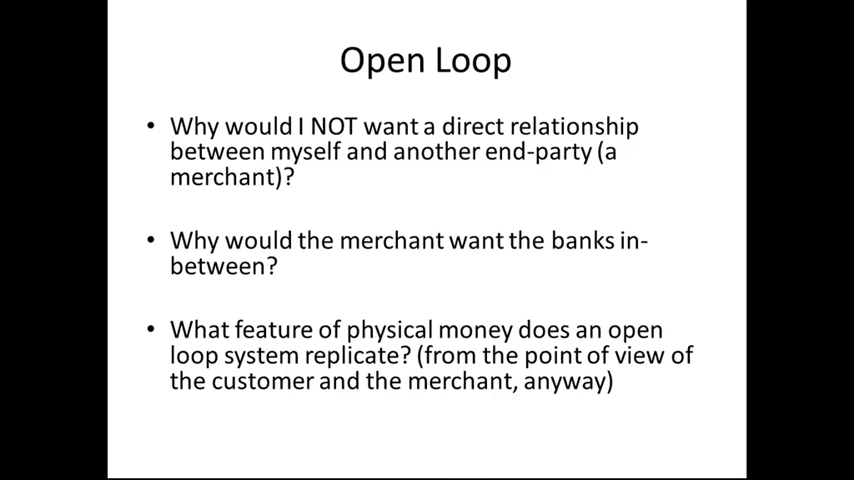 Open Loop
• Why would I NOT want a direct relationship
between myself and another end-party (a
merchant)?
• Why would the merchant want the banks in-
between?
• What feature of physical money does an open
loop system replicate? (from the point of view of
the customer and the merchant, anyway)